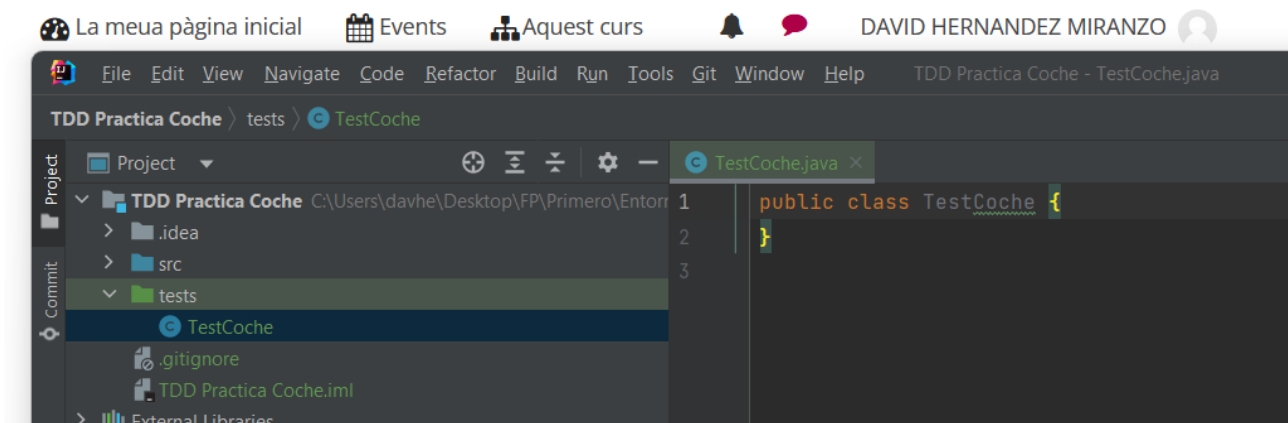 La meua pàgina inicial Events Aquest curs DAVID HERNANDEZ MIRANZO
File Edit View Navigate Code Refactor Build Run Tools Git Window Help TDD Practica Coche - TestCoche.java
TDD Practica Coche tests TestCoche
Project
Commit
Project
TDD Practica Coche C:\Users\davhe\Desktop\FP\Primero\Entorr
.idea
src
tests
TestCoche
.gitignore
TDD Practica Coche.iml
External Libraries
TestCoche.java
1 public class TestCoche {
2 }
3